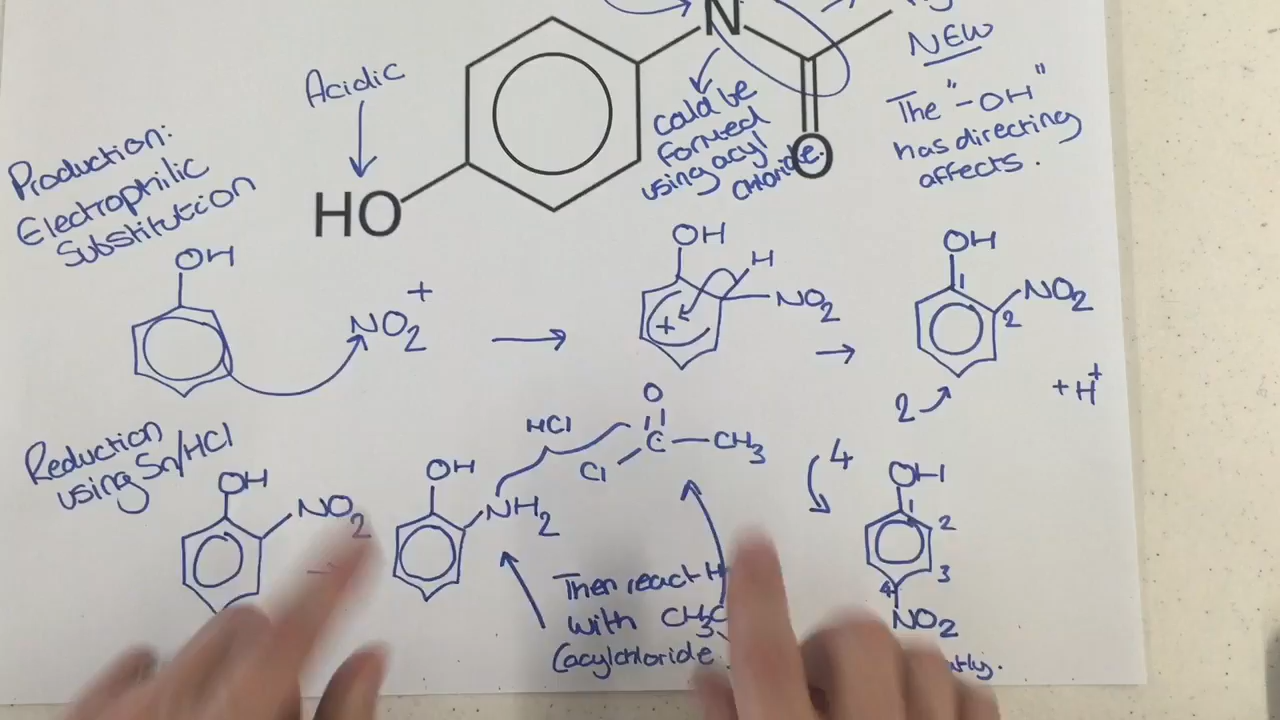 N
NEW
Acidic
The "-OH"
has directing
affects.
could be
formed
using acyl
chloride.
O
HO
Production:
Electrophilic
Substitution
OH
NO2
+
OH
H
+
NO2
OH
1
NO2
2
+H+
2
Reduction
using Sn/HCl
OH
NO2
OH
NH2
HCl
O
C
CH3
Cl
4
OH
2
3
4
NO2
Then react
with CH3
(acylchloride